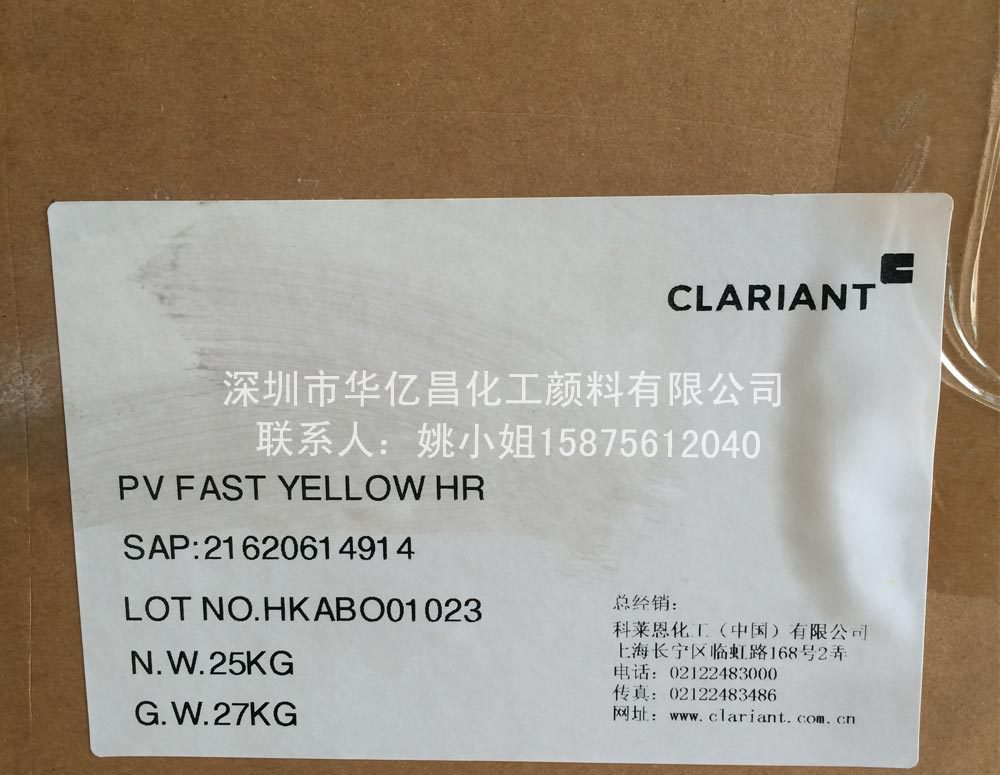 CLARIANT
深圳市华亿昌化工颜料有限公司
联系人：姚小姐15875612040
PV FAST YELLOW HR
SAP:21620614914
LOT NO.HKABO01023
N.W.25KG
G.W.27KG
总经销：
科莱恩化工（中国）有限公司
上海长宁区临虹路168号2弄
电话：02122483000
传真：02122483486
网址：www.clariant.com.cn